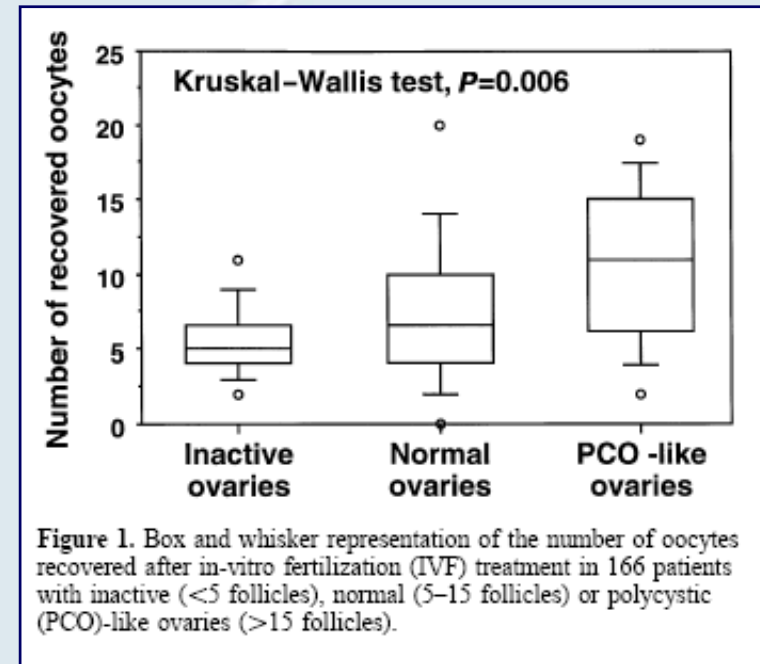 Number of recovered oocytes
25
20
15
10
5
0
Kruskal–Wallis test, P=0.006
Inactive
ovaries
Normal
ovaries
PCO -like
ovaries
Figure 1. Box and whisker representation of the number of oocytes
recovered after in-vitro fertilization (IVF) treatment in 166 patients
with inactive (<5 follicles), normal (5–15 follicles) or polycystic
(PCO)-like ovaries (>15 follicles).